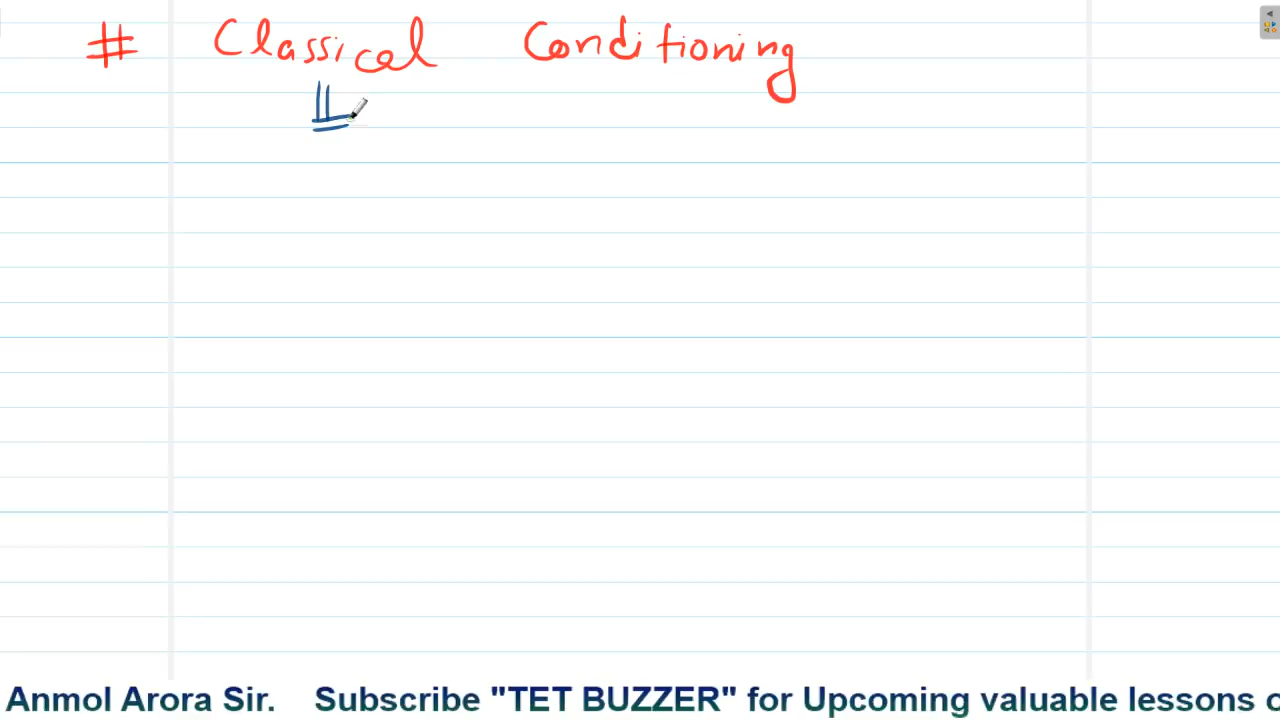 # Classical Conditioning
Anmol Arora Sir. Subscribe "TET BUZZER" for Upcoming valuable lessons o